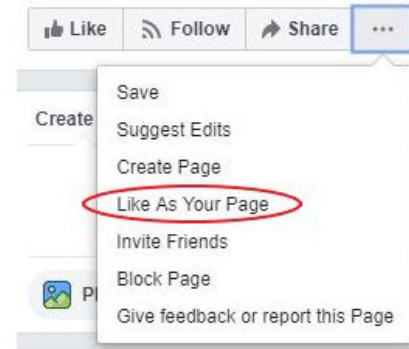 Like Follow Share ...
Save
Create
Suggest Edits
Create Page
Like As Your Page
Invite Friends
Block Page
Give feedback or report this Page